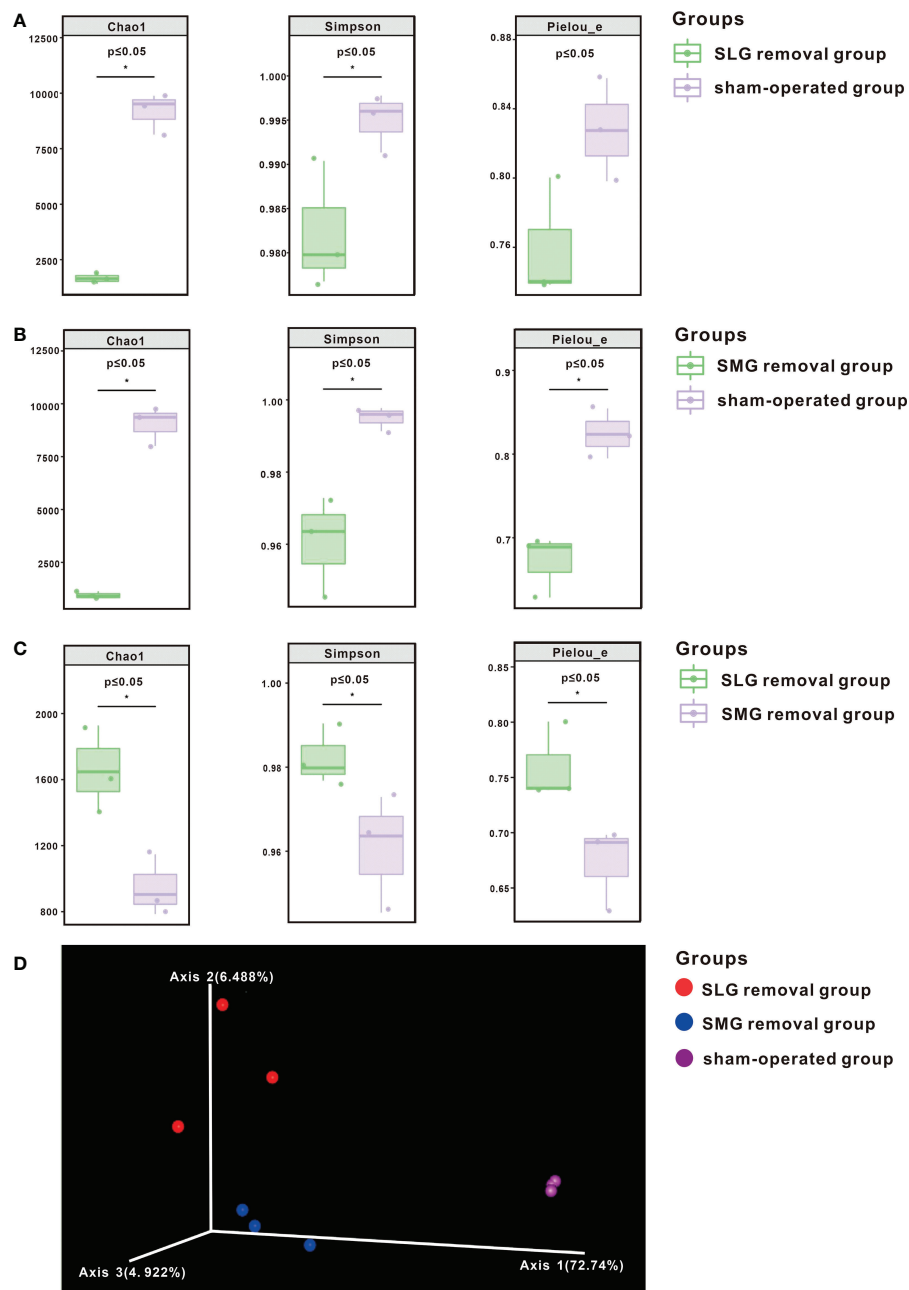 A
Chao1
12500
10000
7500
5000
2500
p≤0.05
*
Simpson
1.000
0.995
0.990
0.985
0.980
p≤0.05
*
Pielou_e
0.88
0.84
0.80
0.76
p≤0.05
Groups
SLG removal group
sham-operated group
B
Chao1
12500
10000
7500
5000
2500
p≤0.05
*
Simpson
1.00
0.98
0.96
p≤0.05
*
Pielou_e
0.9
0.8
0.7
p≤0.05
*
Groups
SMG removal group
sham-operated group
C
Chao1
2000
1600
1200
800
p≤0.05
*
Simpson
1.00
0.98
0.96
p≤0.05
*
Pielou_e
0.85
0.80
0.75
0.70
0.65
p≤0.05
*
Groups
SLG removal group
SMG removal group
D
Axis 2(6.488%)
Axis 3(4.922%)
Axis 1(72.74%)
Groups
SLG removal group
SMG removal group
sham-operated group